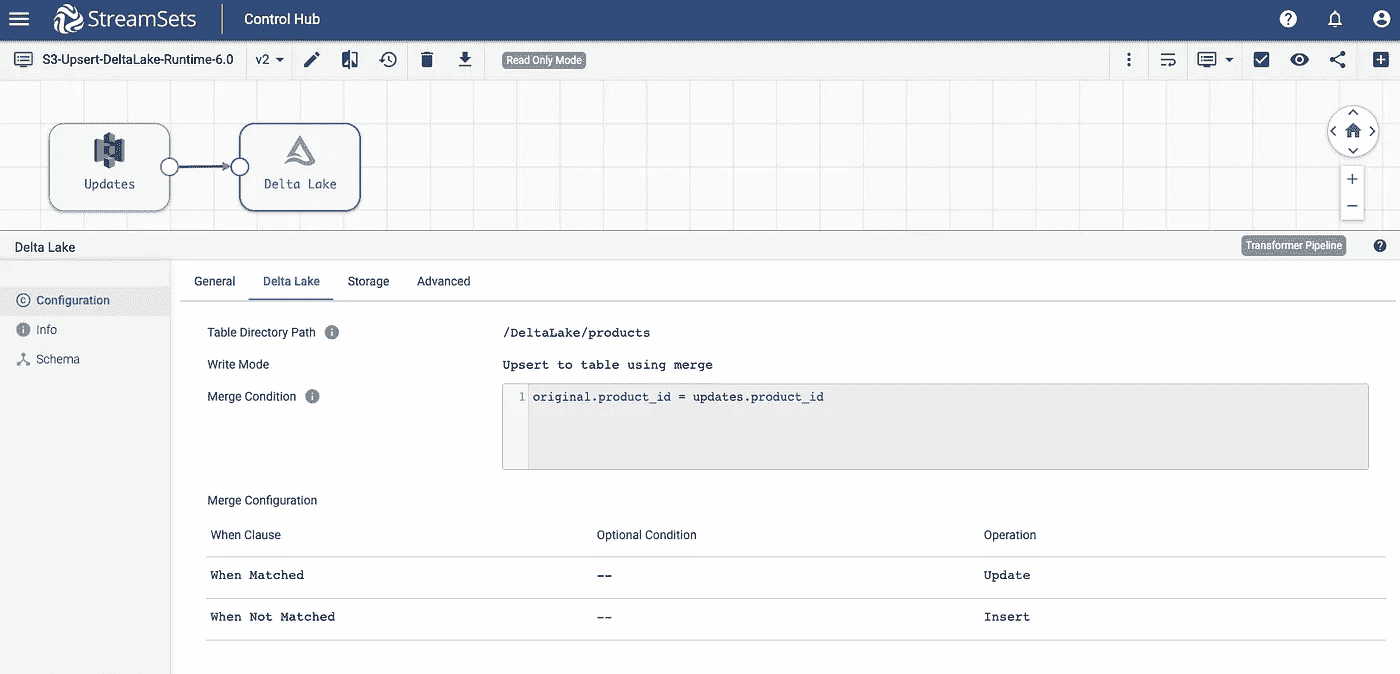 StreamSets Control Hub
S3-Upsert-DeltaLake-Runtime-6.0 v2 Read Only Mode
Updates
Delta Lake
Delta Lake Transformer Pipeline
Configuration
Info
Schema
General Delta Lake Storage Advanced
Table Directory Path /DeltaLake/products
Write Mode Upsert to table using merge
Merge Condition 1 original.product_id = updates.product_id
Merge Configuration
When Clause Optional Condition Operation
When Matched -- Update
When Not Matched -- Insert